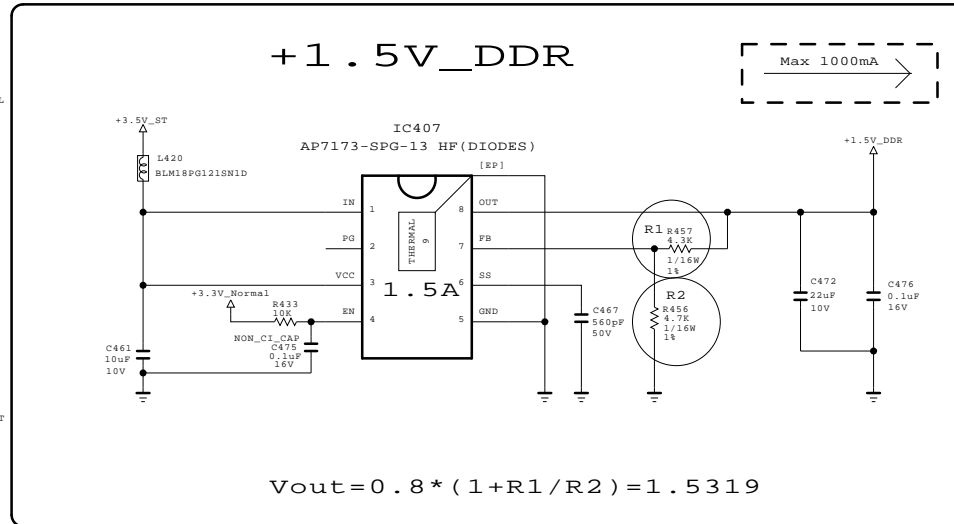 +1.5V_DDR
Max 1000mA
L
+3.5V_ST
L420
BLM18PG121SN1D
IC407
AP7173-SPG-13 HF(DIODES)
[EP]
+1.5V_DDR
IN
1
8
OUT
THERMAL
9
PG
2
7
FB
R1
R457
4.3K
1/16W
1%
VCC
3
6
SS
1.5A
+3.3V_Normal
R433
10K
EN
4
5
GND
R2
R456
4.7K
1/16W
1%
C467
560pF
50V
C472
22uF
10V
C476
0.1uF
16V
NON_CI_CAP
C475
0.1uF
16V
C461
10uF
10V
T
Vout=0.8*(1+R1/R2)=1.5319